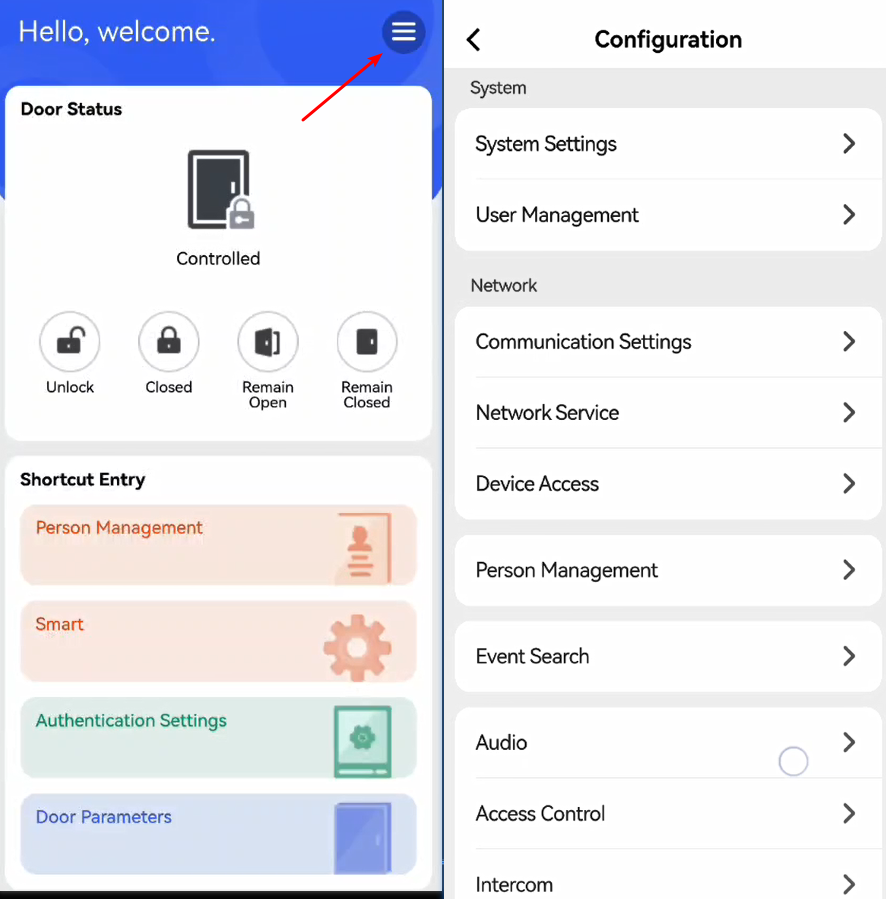 Hello, welcome.
Door Status
Controlled
Unlock
Closed
Remain
Open
Remain
Closed
Shortcut Entry
Person Management
Smart
Authentication Settings
Door Parameters
Configuration
System
System Settings
User Management
Network
Communication Settings
Network Service
Device Access
Person Management
Event Search
Audio
Access Control
Intercom